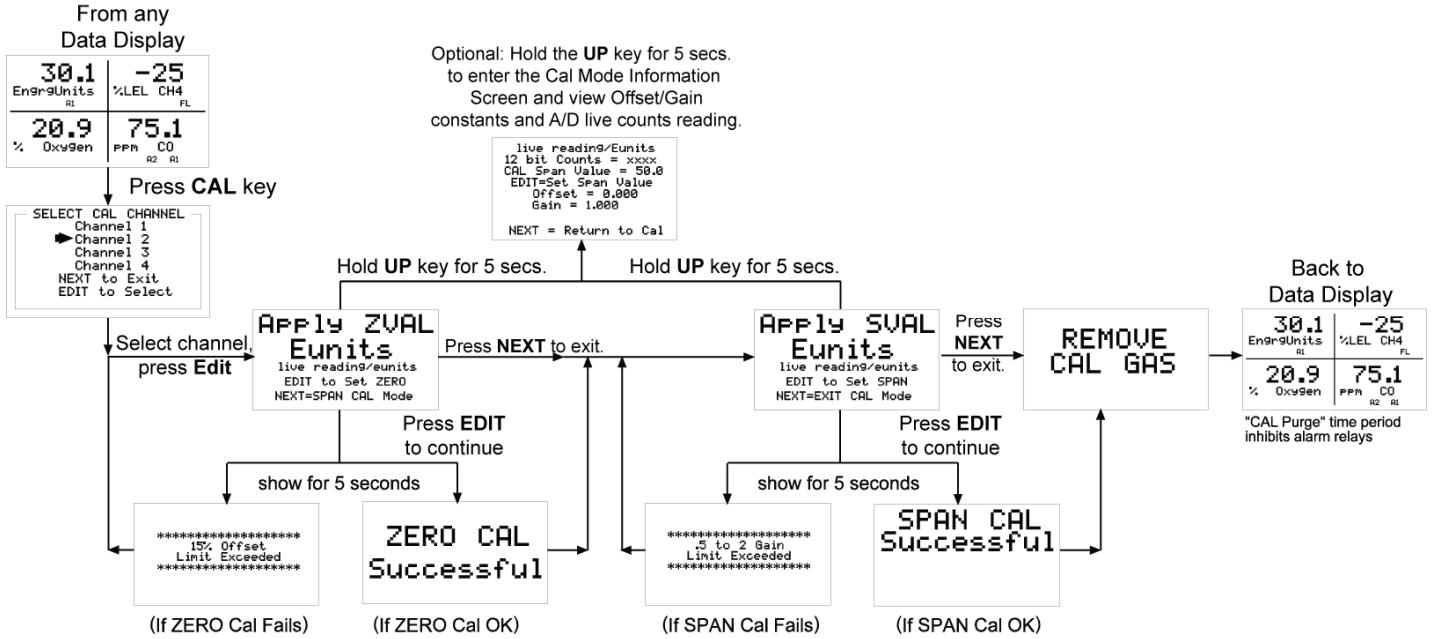 From any
Data Display
30.1
EngrgUnits
A1
-25
%LEL CH4
FL
20.9
% Oxygen
75.1
PPM CO
A2 A1
Press CAL key
SELECT CAL CHANNEL
Channel 1
Channel 2
Channel 3
Channel 4
NEXT to Exit
EDIT to Select
Select channel,
press Edit
Optional: Hold the UP key for 5 secs.
to enter the Cal Mode Information
Screen and view Offset/Gain
constants and A/D live counts reading.
live reading/Eunits
12 bit Counts = xxxx
CAL Span Value = 50.0
EDIT=Set Span Value
Offset = 0.000
Gain = 1.000
NEXT = Return to Cal
Hold UP key for 5 secs.
Hold UP key for 5 secs.
Apply ZVAL
Eunits
live reading/eunits
EDIT to Set ZERO
NEXT=SPAN CAL Mode
Press NEXT to exit.
Press EDIT
to continue
show for 5 seconds
********************
15% Offset
Limit Exceeded
********************
(If ZERO Cal Fails)
ZERO CAL
Successful
(If ZERO Cal OK)
Apply SVAL
Eunits
live reading/eunits
EDIT to Set SPAN
NEXT=EXIT CAL Mode
Press
NEXT
to exit.
Press EDIT
to continue
show for 5 seconds
********************
.5 to 2 Gain
Limit Exceeded
********************
(If SPAN Cal Fails)
SPAN CAL
Successful
(If SPAN Cal OK)
REMOVE
CAL GAS
Back to
Data Display
30.1
EngrgUnits
A1
-25
%LEL CH4
FL
20.9
% Oxygen
75.1
PPM CO
A2 A1
"CAL Purge" time period
inhibits alarm relays